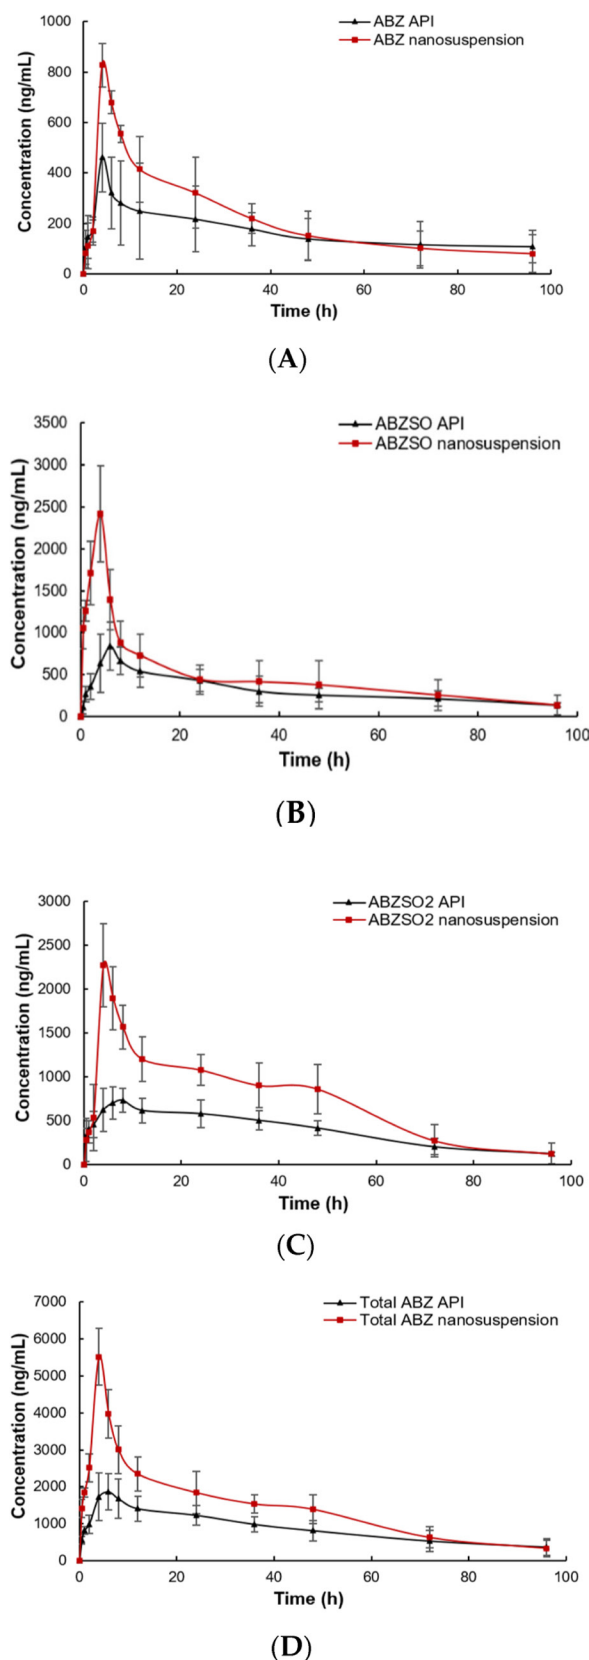 1000
800
600
400
200
0
Concentration (ng/mL)
ABZ API
ABZ nanosuspension
0 20 40 60 80 100
Time (h)
(A)
3500
3000
2500
2000
1500
1000
500
0
Concentration (ng/mL)
ABZSO API
ABZSO nanosuspension
0 20 40 60 80 100
Time (h)
(B)
3000
2500
2000
1500
1000
500
0
Concentration (ng/mL)
ABZSO2 API
ABZSO2 nanosuspension
0 20 40 60 80 100
Time (h)
(C)
7000
6000
5000
4000
3000
2000
1000
0
Concentration (ng/mL)
Total ABZ API
Total ABZ nanosuspension
0 20 40 60 80 100
Time (h)
(D)